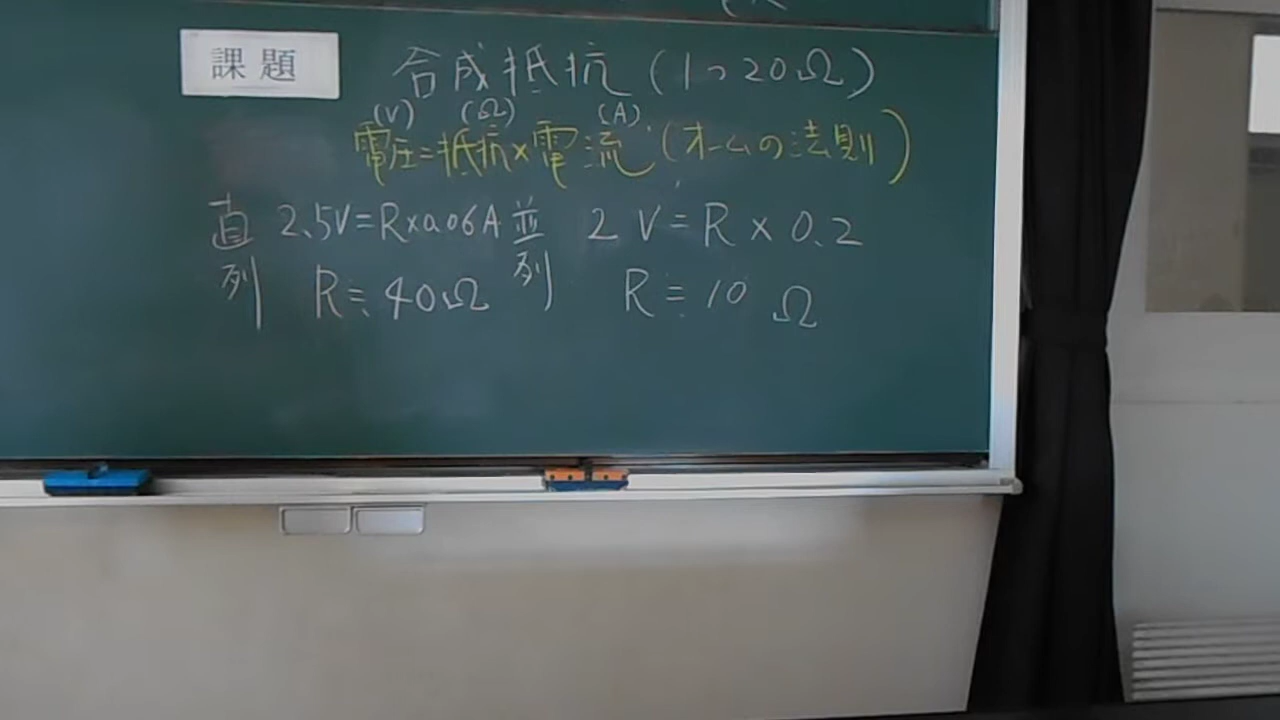 課題
合成抵抗(1つ20Ω)
(V) (Ω) (A)
電圧=抵抗×電流(オームの法則)
直列 2.5V=R×0.06A
R≒40Ω
並列 2V=R×0.2
R≒10Ω